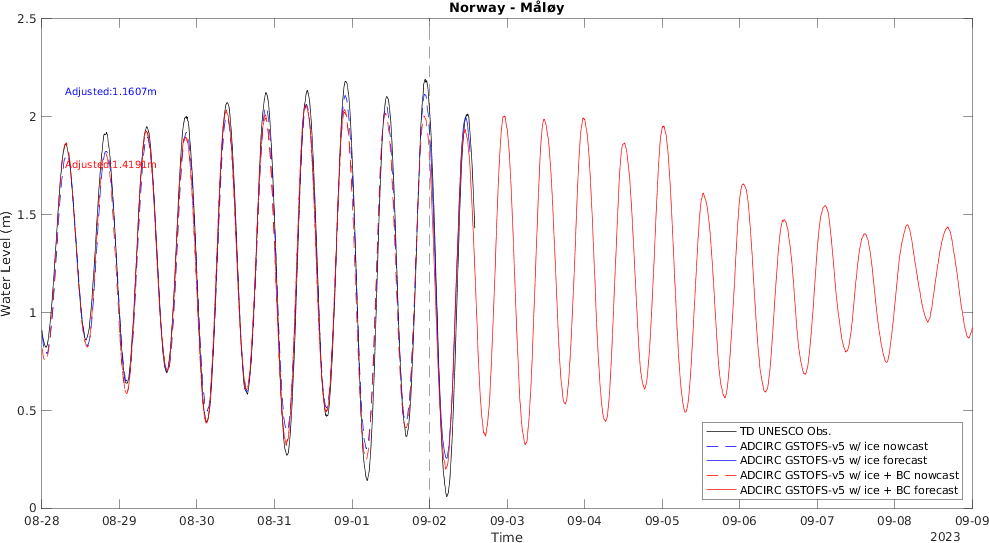 Norway - Måløy
2.5
2
1.5
1
0.5
0
Water Level (m)
Adjusted:1.1607m
Adjusted:1.4191m
TD UNESCO Obs.
ADCIRC GSTOFS-v5 w/ ice nowcast
ADCIRC GSTOFS-v5 w/ ice forecast
ADCIRC GSTOFS-v5 w/ ice + BC nowcast
ADCIRC GSTOFS-v5 w/ ice + BC forecast
08-28 08-29 08-30 08-31 09-01 09-02 09-03 09-04 09-05 09-06 09-07 09-08 09-09
Time
2023